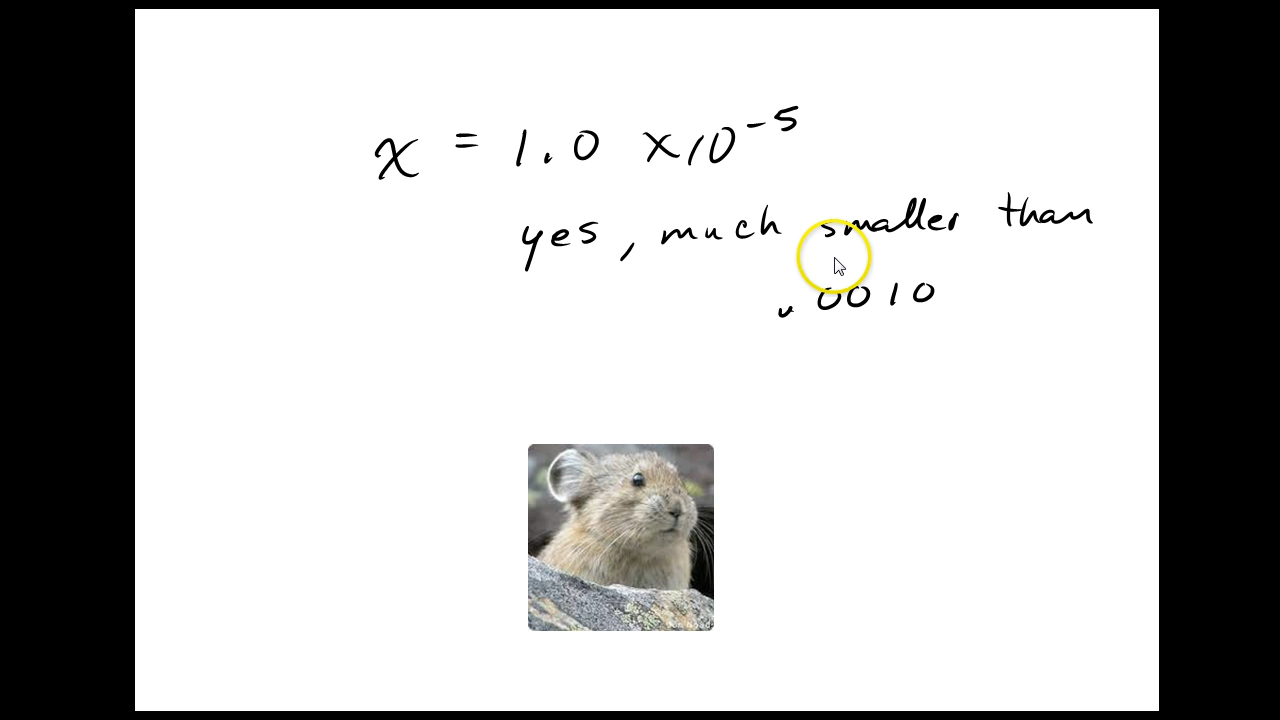 x = 1.0 x10⁻⁵
yes, much smaller than
.0010